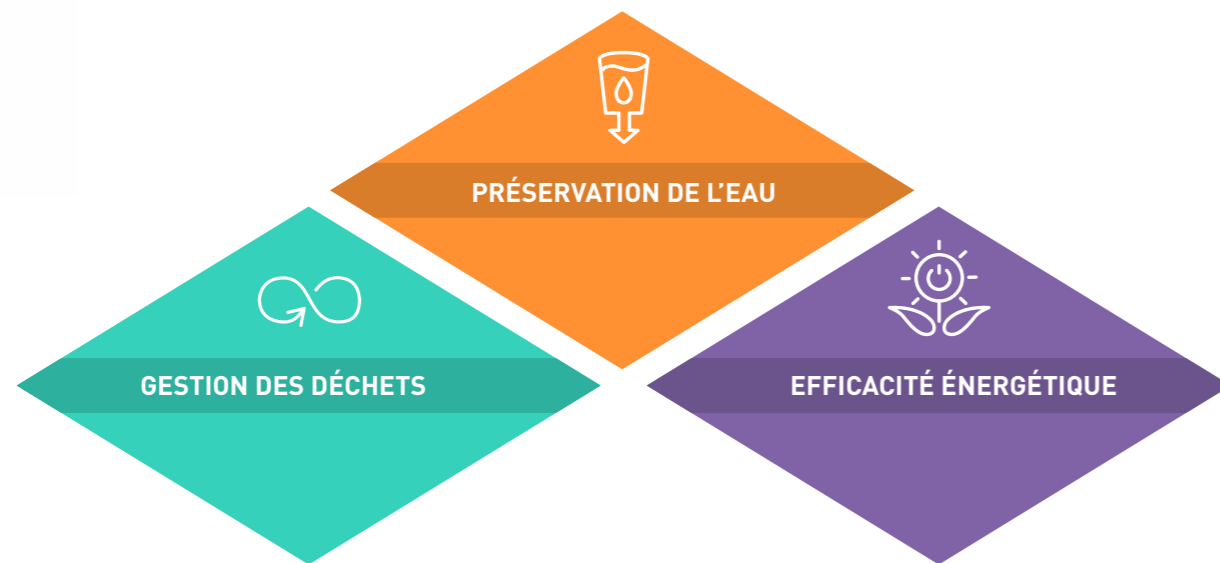 PRÉSERVATION DE L’EAU
GESTION DES DÉCHETS
EFFICACITÉ ÉNERGÉTIQUE